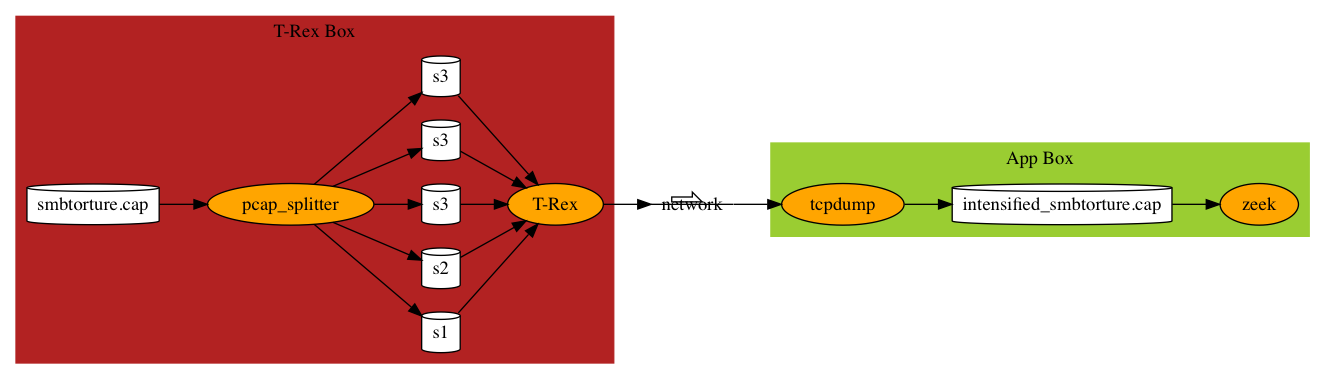 T-Rex Box
s3
s3
smbtorture.cap
pcap_splitter
s3
T-Rex
network
s2
s1
App Box
tcpdump
intensified_smbtorture.cap
zeek